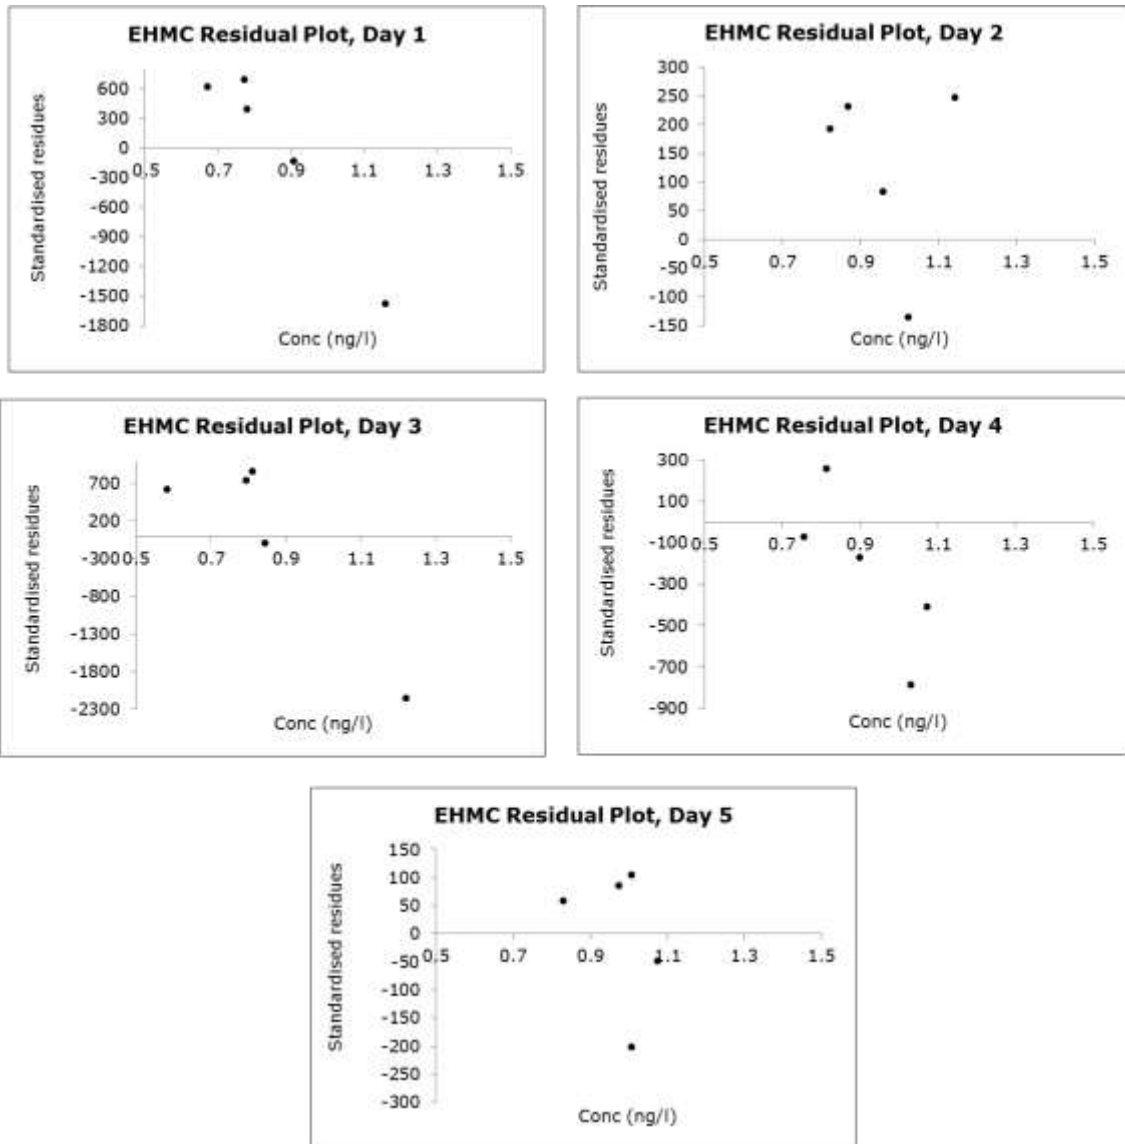 EHMC Residual Plot, Day 1
Standardised residues
600
300
0
-300
-600
-900
-1200
-1500
-1800
0.5 0.7 0.9 1.1 1.3 1.5
Conc (ng/l)
EHMC Residual Plot, Day 2
Standardised residues
300
250
200
150
100
50
0
-50
-100
-150
0.5 0.7 0.9 1.1 1.3 1.5
Conc (ng/l)
EHMC Residual Plot, Day 3
Standardised residues
700
200
-300
-800
-1300
-1800
-2300
0.5 0.7 0.9 1.1 1.3 1.5
Conc (ng/l)
EHMC Residual Plot, Day 4
Standardised residues
300
100
-100
-300
-500
-700
-900
0.5 0.7 0.9 1.1 1.3 1.5
Conc (ng/l)
EHMC Residual Plot, Day 5
Standardised residues
150
100
50
0
-50
-100
-150
-200
-250
-300
0.5 0.7 0.9 1.1 1.3 1.5
Conc (ng/l)